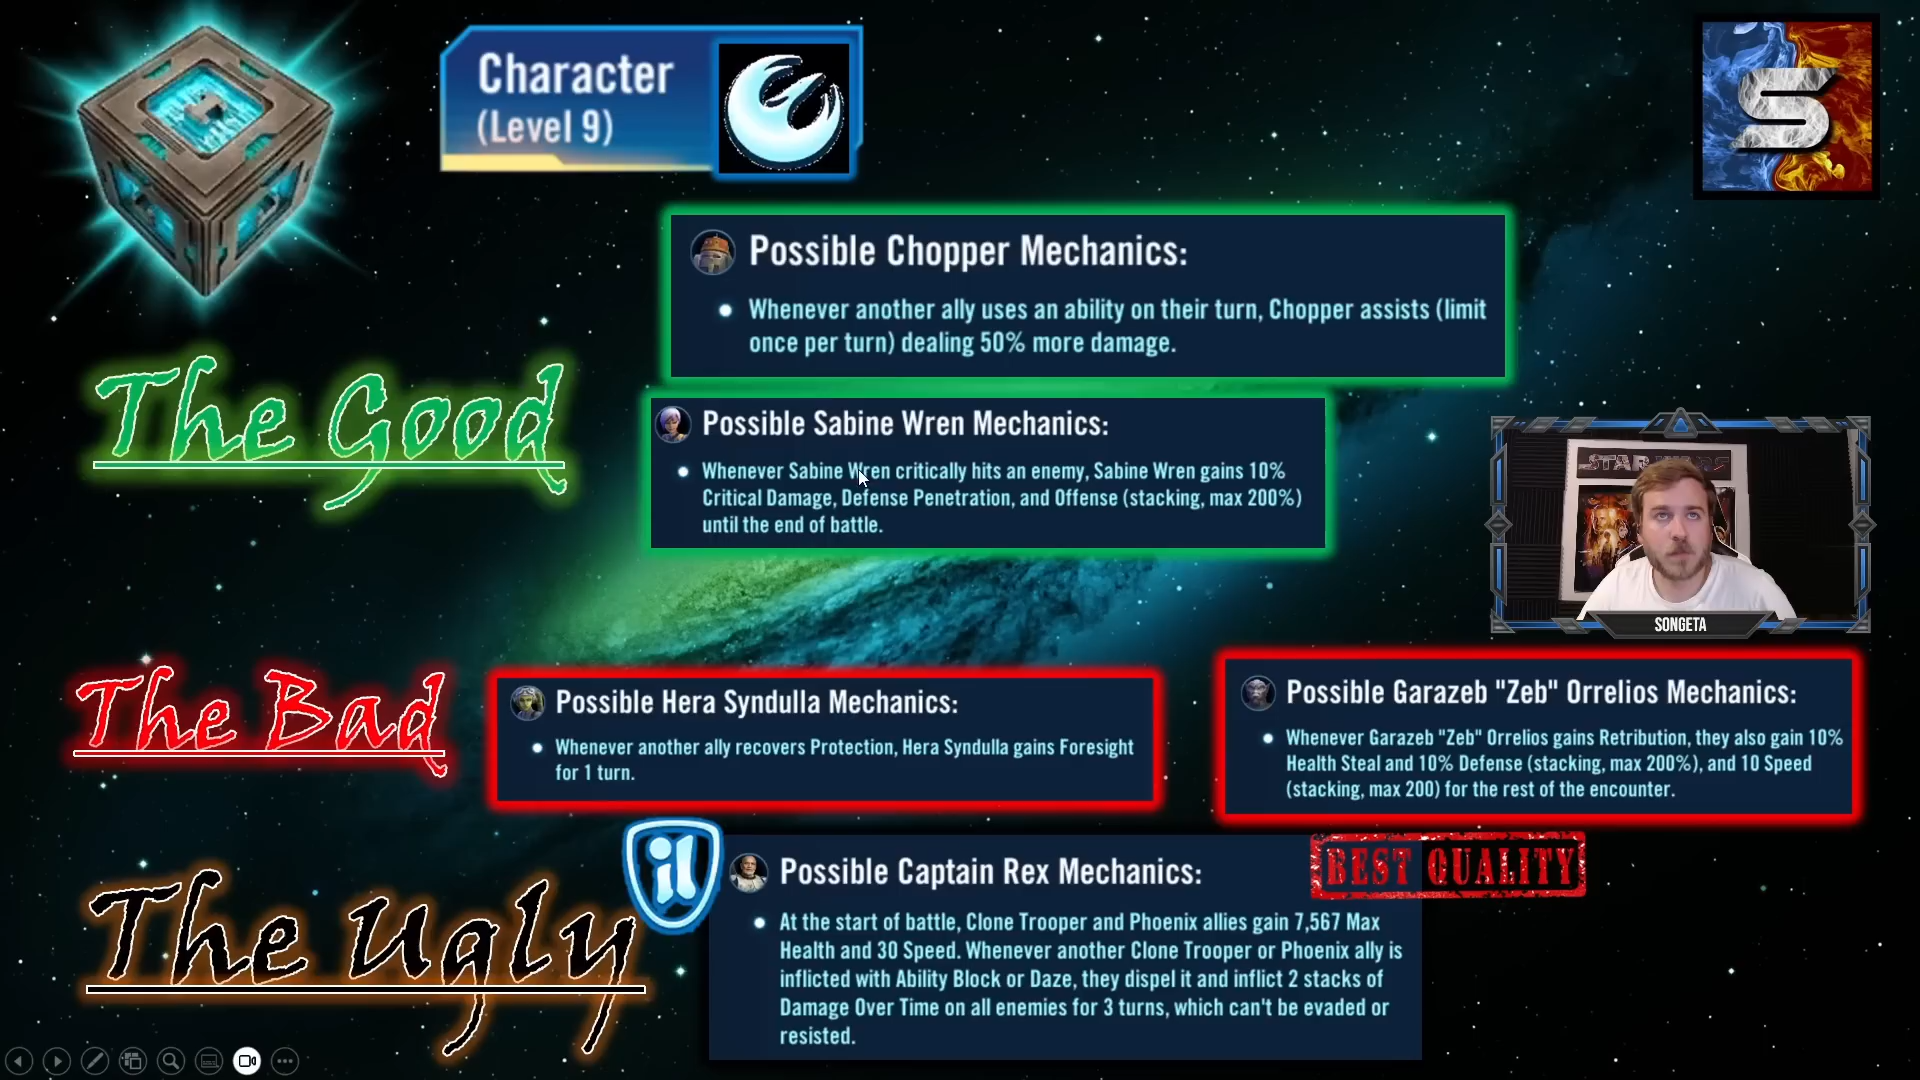 Character
(Level 9)
S
Possible Chopper Mechanics:
Whenever another ally uses an ability on their turn, Chopper assists (limit
once per turn) dealing 50% more damage.
The Good
Possible Sabine Wren Mechanics:
Whenever Sabine Wren critically hits an enemy, Sabine Wren gains 10%
Critical Damage, Defense Penetration, and Offense (stacking, max 200%)
until the end of battle.
STAR WARS
SONGETA
The Bad
Possible Hera Syndulla Mechanics:
Whenever another ally recovers Protection, Hera Syndulla gains Foresight
for 1 turn.
Possible Garazeb "Zeb" Orrelios Mechanics:
Whenever Garazeb "Zeb" Orrelios gains Retribution, they also gain 10%
Health Steal and 10% Defense (stacking, max 200%), and 10 Speed
(stacking, max 200) for the rest of the encounter.
The Ugly
Possible Captain Rex Mechanics:
BEST QUALITY
At the start of battle, Clone Trooper and Phoenix allies gain 7,567 Max
Health and 30 Speed. Whenever another Clone Trooper or Phoenix ally is
inflicted with Ability Block or Daze, they dispel it and inflict 2 stacks of
Damage Over Time on all enemies for 3 turns, which can't be evaded or
resisted.